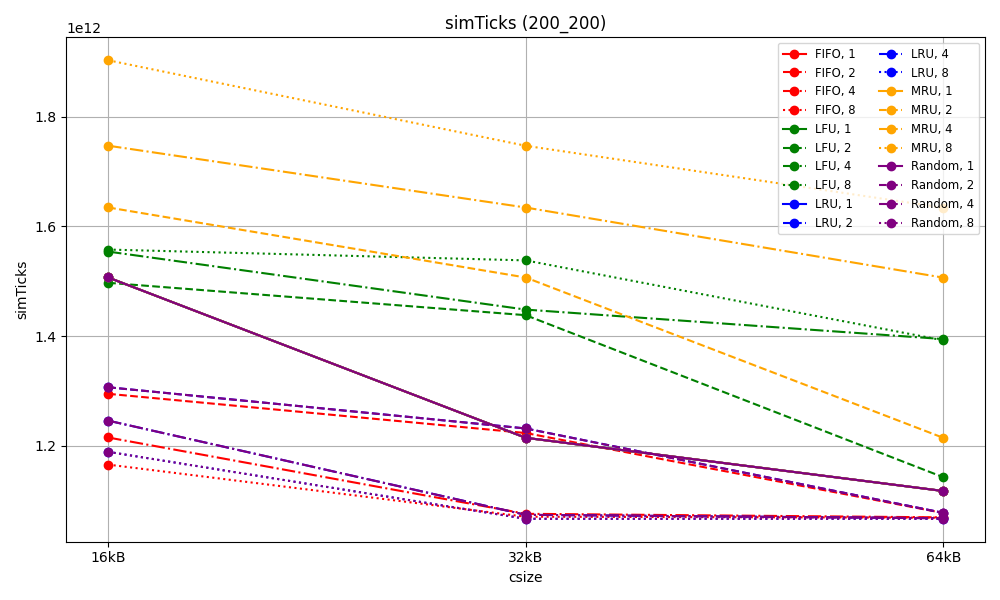 simTicks (200_200)
1e12
simTicks
1.8
1.6
1.4
1.2
16kB
32kB
64kB
csize
FIFO, 1
FIFO, 2
FIFO, 4
FIFO, 8
LFU, 1
LFU, 2
LFU, 4
LFU, 8
LRU, 1
LRU, 2
LRU, 4
LRU, 8
MRU, 1
MRU, 2
MRU, 4
MRU, 8
Random, 1
Random, 2
Random, 4
Random, 8